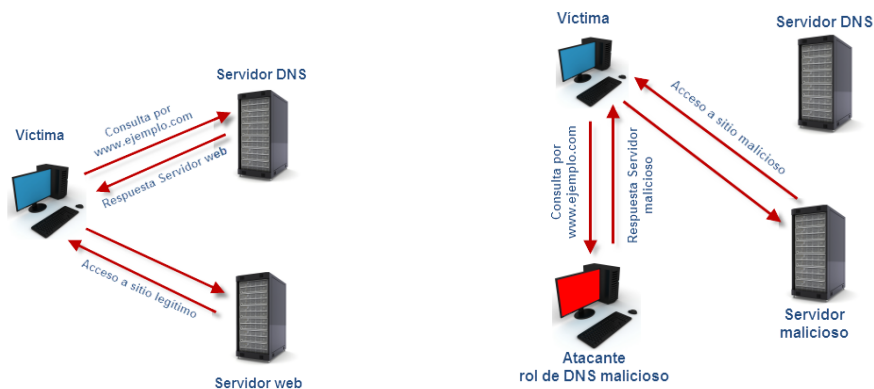 Servidor DNS
Víctima
Consulta por
www.ejemplo.com
Respuesta Servidor web
Acceso a sitio legítimo
Servidor web
Víctima
Servidor DNS
Acceso a sitio malicioso
Consulta por
www.ejemplo.com
Respuesta Servidor
malicioso
Servidor
malicioso
Atacante
rol de DNS malicioso